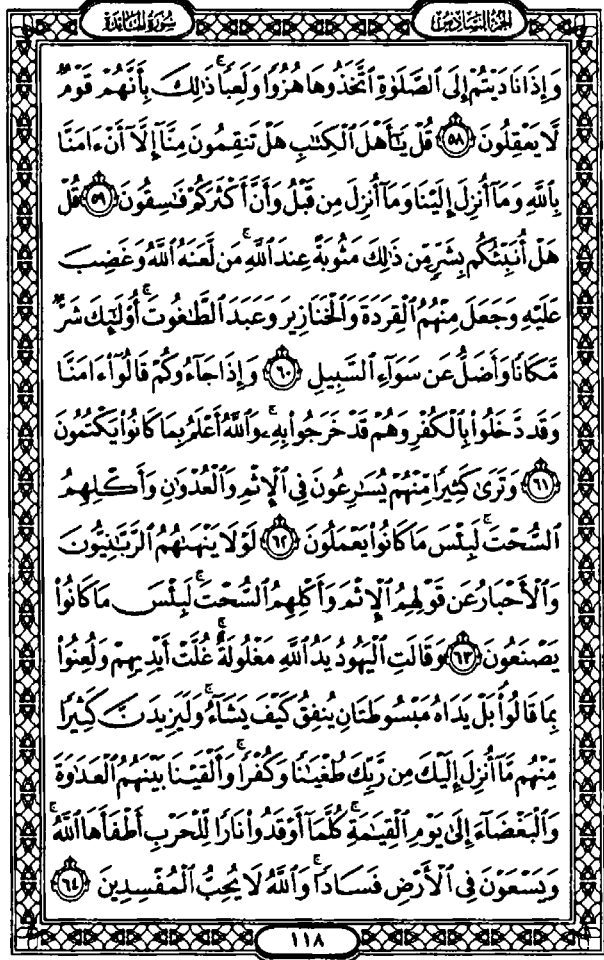 الجزء السادس
سورة المائدة
وَإِذَا نَادَيْتُمْ إِلَى ٱلصَّلَوٰةِ ٱتَّخَذُوهَا هُزُوًا وَلَعِبًا ۚ ذَٰلِكَ بِأَنَّهُمْ قَوْمٌ
لَّا يَعْقِلُونَ ٥٨ قُلْ يَٰٓأَهْلَ ٱلْكِتَٰبِ هَلْ تَنقِمُونَ مِنَّآ إِلَّآ أَنْ ءَامَنَّا
بِٱللَّهِ وَمَآ أُنزِلَ إِلَيْنَا وَمَآ أُنزِلَ مِن قَبْلُ وَأَنَّ أَكْثَرَكُمْ فَٰسِقُونَ ٥٩ قُلْ
هَلْ أُنَبِّئُكُم بِشَرٍّ مِّن ذَٰلِكَ مَثُوبَةً عِندَ ٱللَّهِ ۚ مَن لَّعَنَهُ ٱللَّهُ وَغَضِبَ
عَلَيْهِ وَجَعَلَ مِنْهُمُ ٱلْقِرَدَةَ وَٱلْخَنَازِيرَ وَعَبَدَ ٱلطَّٰغُوتَ ۚ أُو۟لَٰٓئِكَ شَرٌّ
مَّكَانًا وَأَضَلُّ عَن سَوَآءِ ٱلسَّبِيلِ ٦٠ وَإِذَا جَآءُوكُمْ قَالُوٓا۟ ءَامَنَّا
وَقَد دَّخَلُوا۟ بِٱلْكُفْرِ وَهُمْ قَدْ خَرَجُوا۟ بِهِۦ ۚ وَٱللَّهُ أَعْلَمُ بِمَا كَانُوا۟ يَكْتُمُونَ
٦١ وَتَرَىٰ كَثِيرًا مِّنْهُمْ يُسَٰرِعُونَ فِى ٱلْإِثْمِ وَٱلْعُدْوَٰنِ وَأَكْلِهِمُ
ٱلسُّحْتَ ۚ لَبِئْسَ مَا كَانُوا۟ يَعْمَلُونَ ٦٢ لَوْلَا يَنْهَىٰهُمُ ٱلرَّبَّٰنِيُّونَ
وَٱلْأَحْبَارُ عَن قَوْلِهِمُ ٱلْإِثْمَ وَأَكْلِهِمُ ٱلسُّحْتَ ۚ لَبِئْسَ مَا كَانُوا۟
يَصْنَعُونَ ٦٣ وَقَالَتِ ٱلْيَهُودُ يَدُ ٱللَّهِ مَغْلُولَةٌ ۚ غُلَّتْ أَيْدِيهِمْ وَلُعِنُوا۟
بِمَا قَالُوا۟ ۘ بَلْ يَدَاهُ مَبْسُوطَتَانِ يُنفِقُ كَيْفَ يَشَآءُ ۚ وَلَيَزِيدَنَّ كَثِيرًا
مِّنْهُم مَّآ أُنزِلَ إِلَيْكَ مِن رَّبِّكَ طُغْيَٰنًا وَكُفْرًا ۚ وَأَلْقَيْنَا بَيْنَهُمُ ٱلْعَدَٰوَةَ
وَٱلْبَغْضَآءَ إِلَىٰ يَوْمِ ٱلْقِيَٰمَةِ ۚ كُلَّمَآ أَوْقَدُوا۟ نَارًا لِّلْحَرْبِ أَطْفَأَهَا ٱللَّهُ ۚ
وَيَسْعَوْنَ فِى ٱلْأَرْضِ فَسَادًا ۚ وَٱللَّهُ لَا يُحِبُّ ٱلْمُفْسِدِينَ ٦٤
١١٨